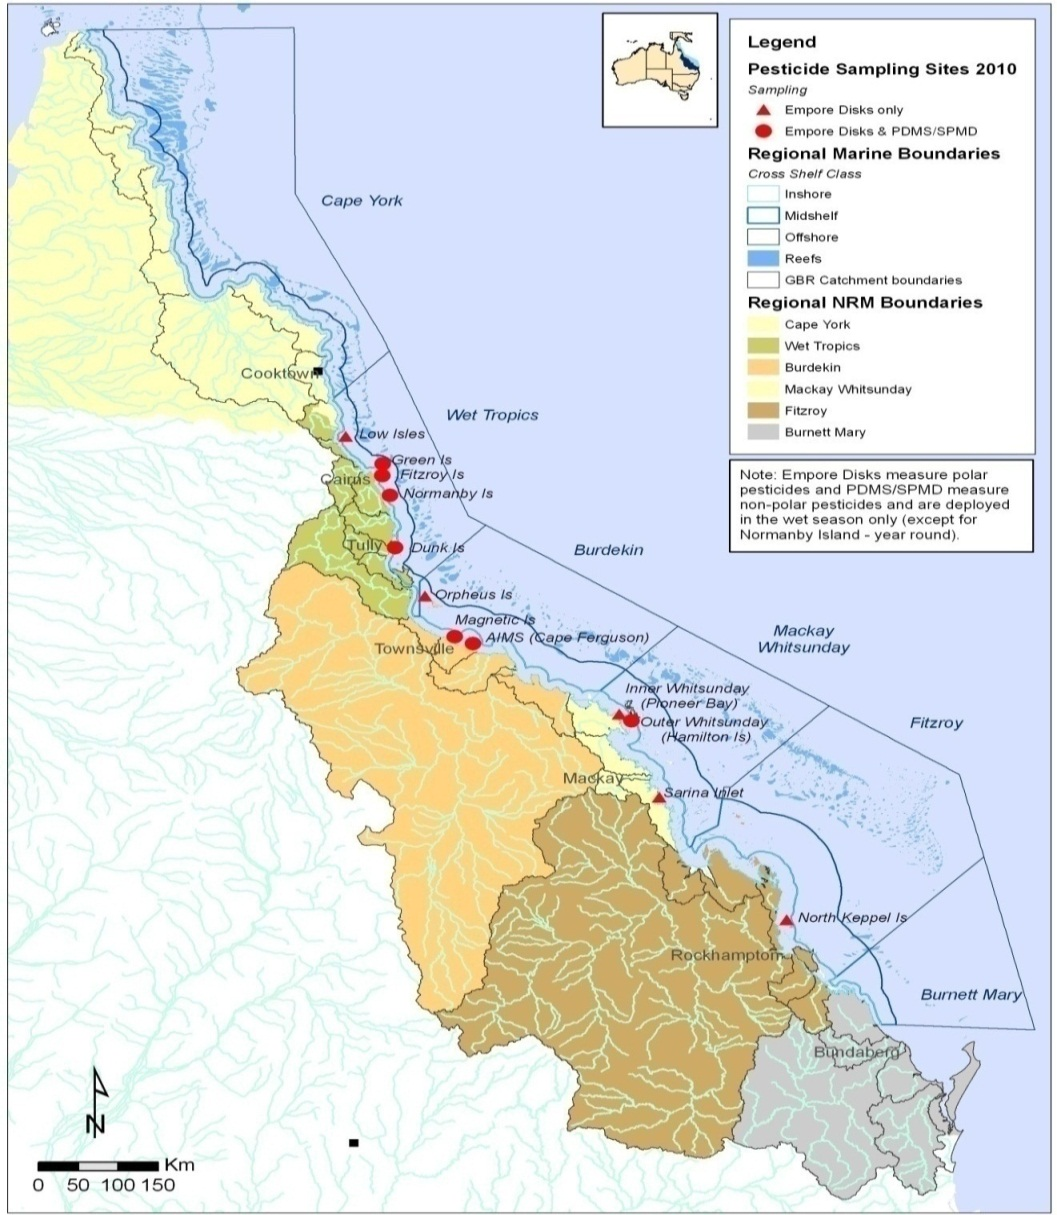 Legend
Pesticide Sampling Sites 2010
Sampling
Empore Disks only
Empore Disks & PDMS/SPMD
Regional Marine Boundaries
Cross Shelf Class
Inshore
Midshelf
Offshore
Reefs
GBR Catchment boundaries
Regional NRM Boundaries
Cape York
Wet Tropics
Burdekin
Mackay Whitsunday
Fitzroy
Burnett Mary
Note: Empore Disks measure polar
pesticides and PDMS/SPMD measure
non-polar pesticides and are deployed
in the wet season only (except for
Normanby Island - year round).
Cape York
Cooktown
Wet Tropics
Low Isles
Green Is
Fitzroy Is
Cairns
Normanby Is
Tully
Dunk Is
Burdekin
Orpheus Is
Magnetic Is
AIMS (Cape Ferguson)
Townsville
Mackay
Whitsunday
Inner Whitsunday
(Pioneer Bay)
Outer Whitsunday
(Hamilton Is)
Fitzroy
Mackay
Sarina Inlet
North Keppel Is
Rockhampton
Burnett Mary
Bundaberg
N
Km
0 50 100 150